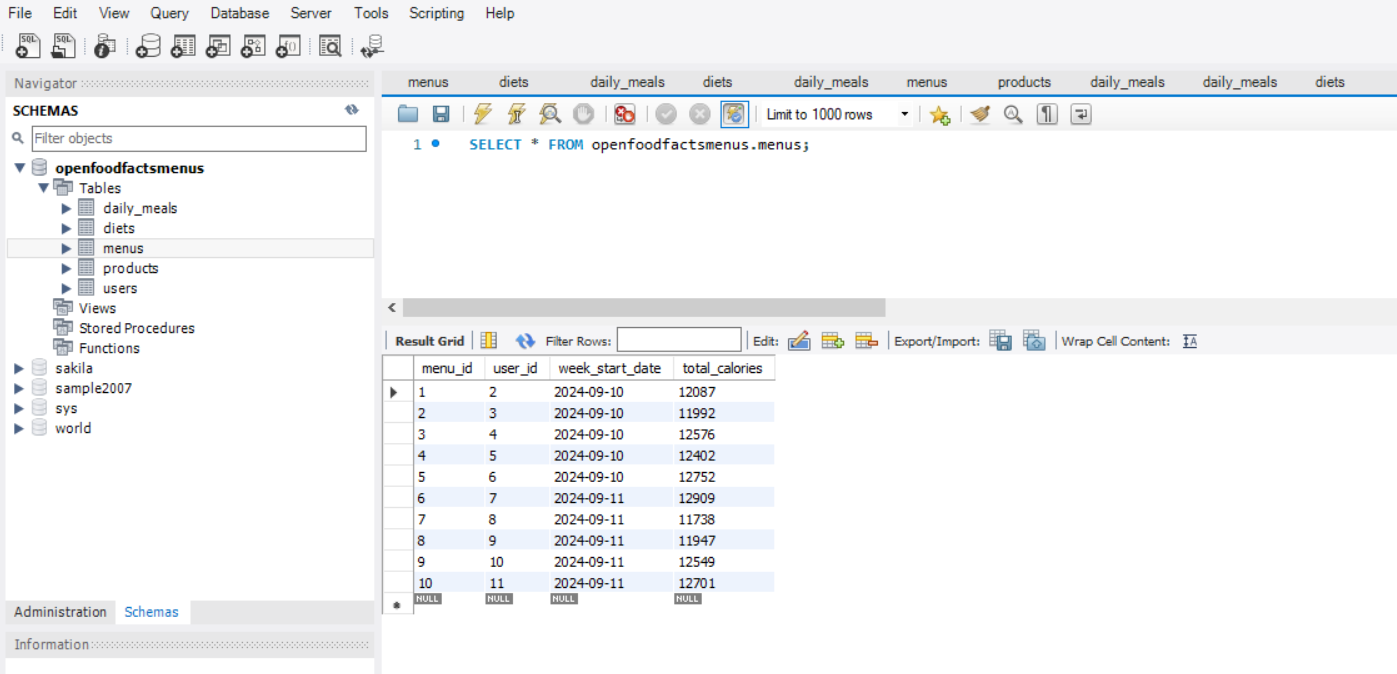 File Edit View Query Database Server Tools Scripting Help
SQL SQL
Navigator
SCHEMAS
Filter objects
openfoodfactsmenus
Tables
daily_meals
diets
menus
products
users
Views
Stored Procedures
Functions
sakila
sample2007
sys
world
Administration Schemas
Information
menus diets daily_meals diets daily_meals menus products daily_meals daily_meals diets
Limit to 1000 rows
1 SELECT * FROM openfoodfactsmenus.menus;
Result Grid Filter Rows: Edit: Export/Import: Wrap Cell Content:
menu_id user_id week_start_date total_calories
1 2 2024-09-10 12087
2 3 2024-09-10 11992
3 4 2024-09-10 12576
4 5 2024-09-10 12402
5 6 2024-09-10 12752
6 7 2024-09-11 12909
7 8 2024-09-11 11738
8 9 2024-09-11 11947
9 10 2024-09-11 12549
10 11 2024-09-11 12701
NULL NULL NULL NULL